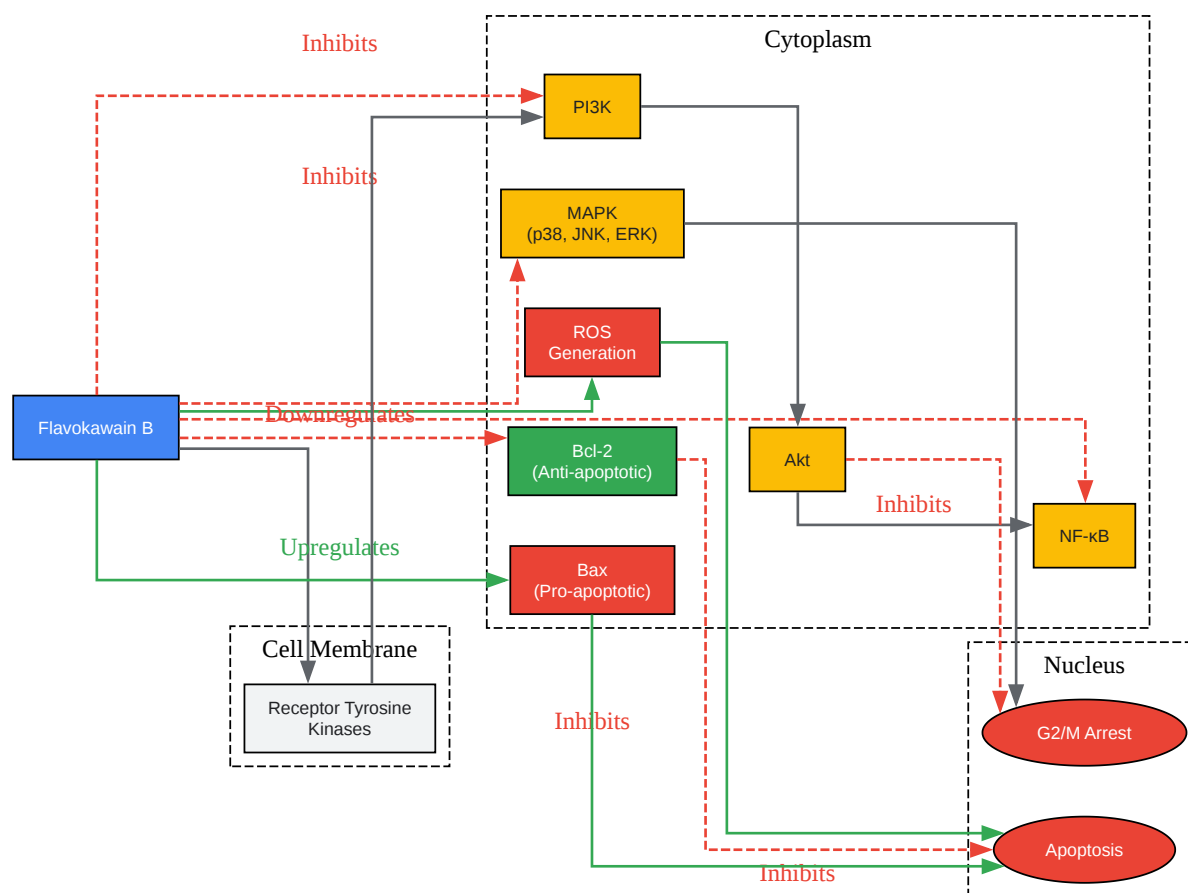 Inhibits
Cytoplasm
PI3K
Inhibits
MAPK
(p38, JNK, ERK)
ROS
Generation
Flavokawain B
Downregulates
Bcl-2
(Anti-apoptotic)
Akt
Inhibits
NF-κB
Upregulates
Bax
(Pro-apoptotic)
Cell Membrane
Receptor Tyrosine
Kinases
Nucleus
Inhibits
G2/M Arrest
Apoptosis
Inhibits